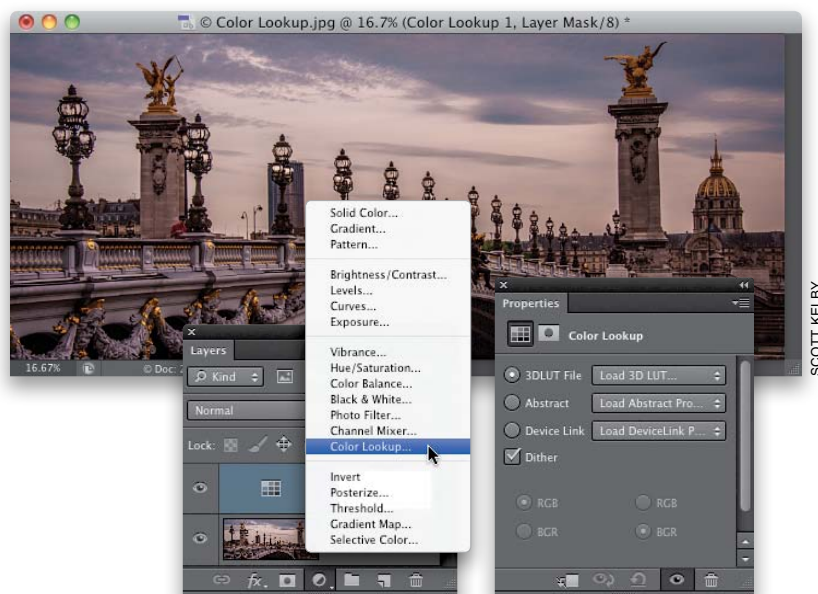 © Color Lookup.jpg @ 16.7% (Color Lookup 1, Layer Mask/8) *
SCOTT KELBY
16.67%
© Doc:
Layers
Kind
Normal
Lock:
Solid Color...
Gradient...
Pattern...
Brightness/Contrast...
Levels...
Curves...
Exposure...
Vibrance...
Hue/Saturation...
Color Balance...
Black & White...
Photo Filter...
Channel Mixer...
Color Lookup...
Invert
Posterize...
Threshold...
Gradient Map...
Selective Color...
fx
Properties
Color Lookup
3DLUT File Load 3D LUT...
Abstract Load Abstract Pro...
Device Link Load DeviceLink P...
Dither
RGB RGB
BGR BGR